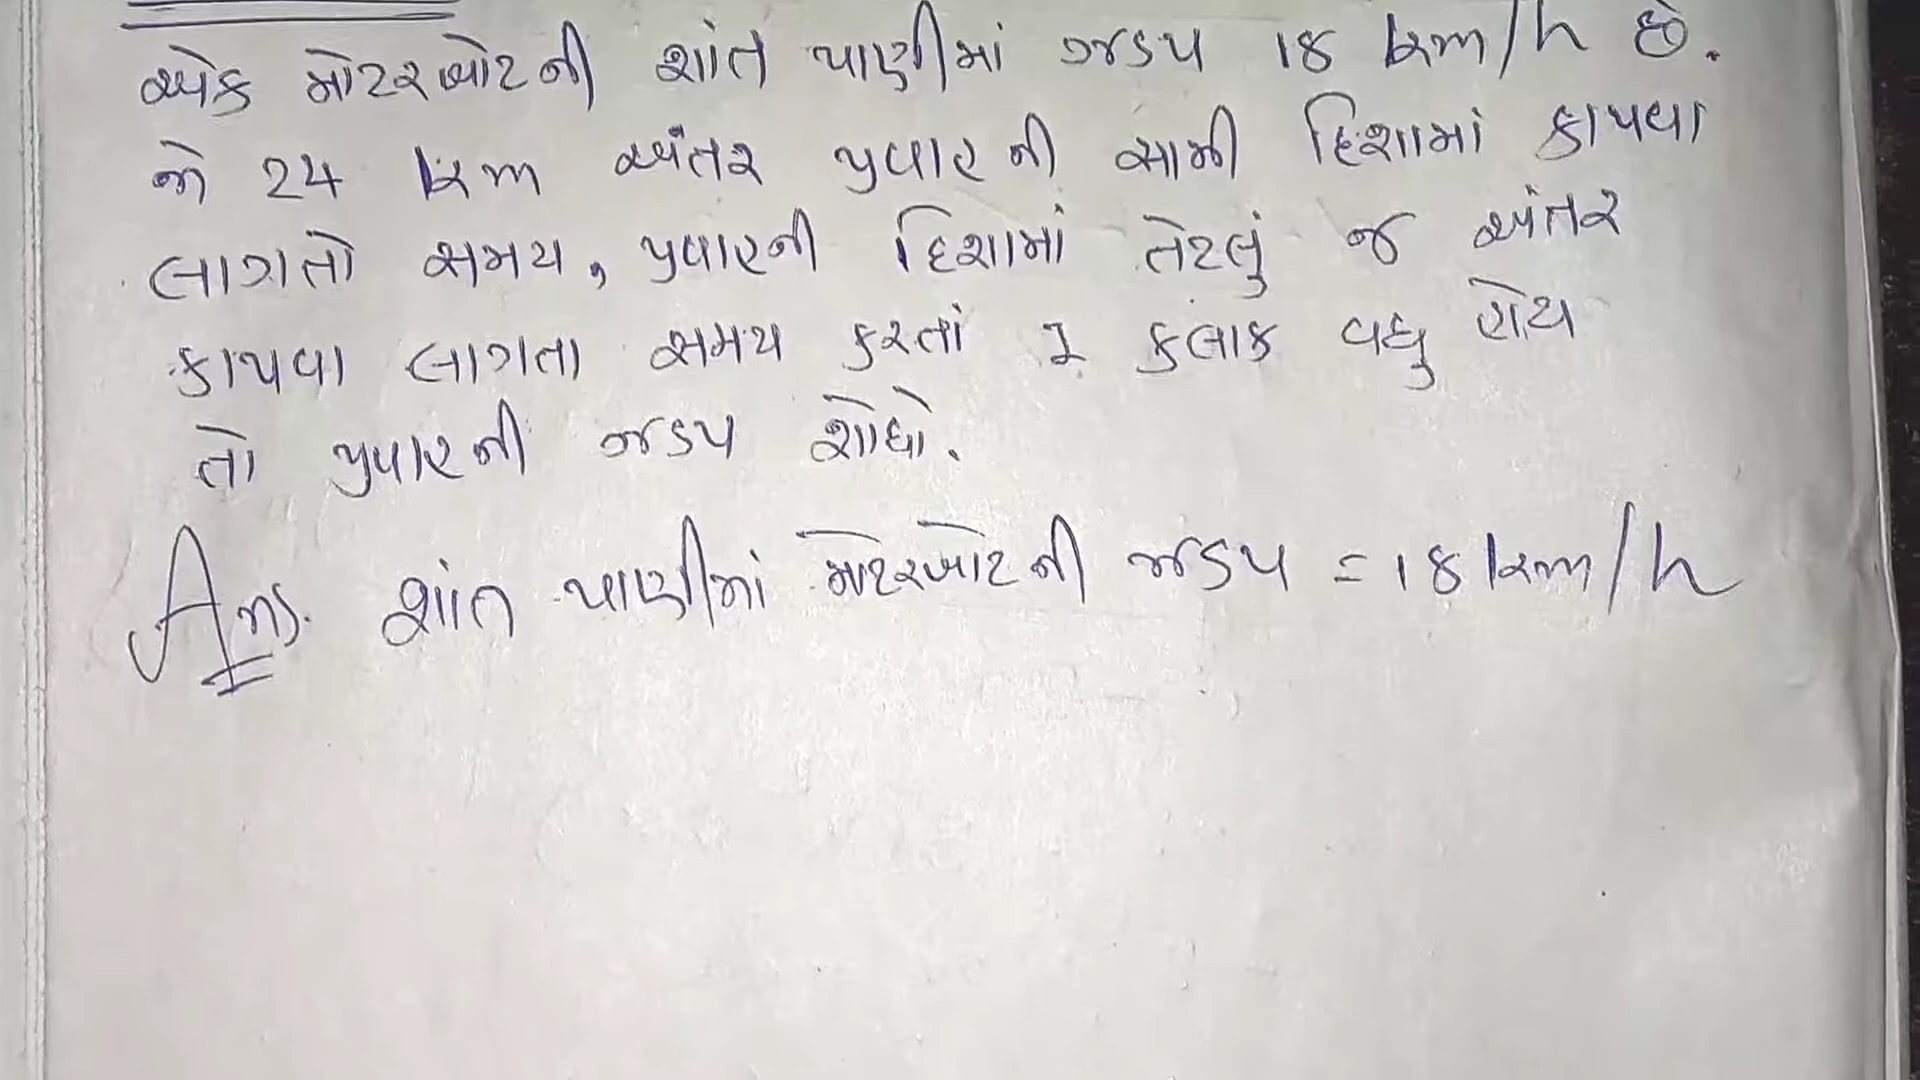 એક મોટરબોટની શાંત પાણીમાં ઝડપ 18 km/h છે.
જો 24 km અંતર પ્રવાહની સામી દિશામાં કાપવા
લાગતો સમય, પ્રવાહની દિશામાં તેટલું જ અંતર
કાપવા લાગતા સમય કરતાં 1 કલાક વધુ હોય
તો પ્રવાહની ઝડપ શોધો.
Ans. શાંત પાણીમાં મોટરબોટની ઝડપ = 18 km/h